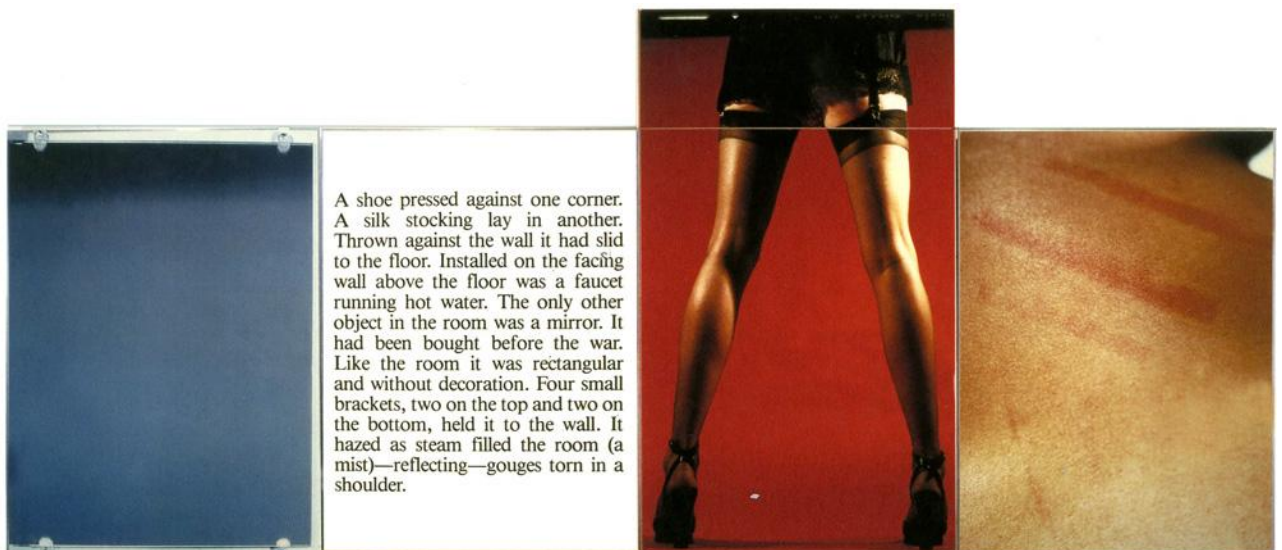 A shoe pressed against one corner.
A silk stocking lay in another.
Thrown against the wall it had slid
to the floor. Installed on the facing
wall above the floor was a faucet
running hot water. The only other
object in the room was a mirror. It
had been bought before the war.
Like the room it was rectangular
and without decoration. Four small
brackets, two on the top and two on
the bottom, held it to the wall. It
hazed as steam filled the room (a
mist)—reflecting—gouges torn in a
shoulder.